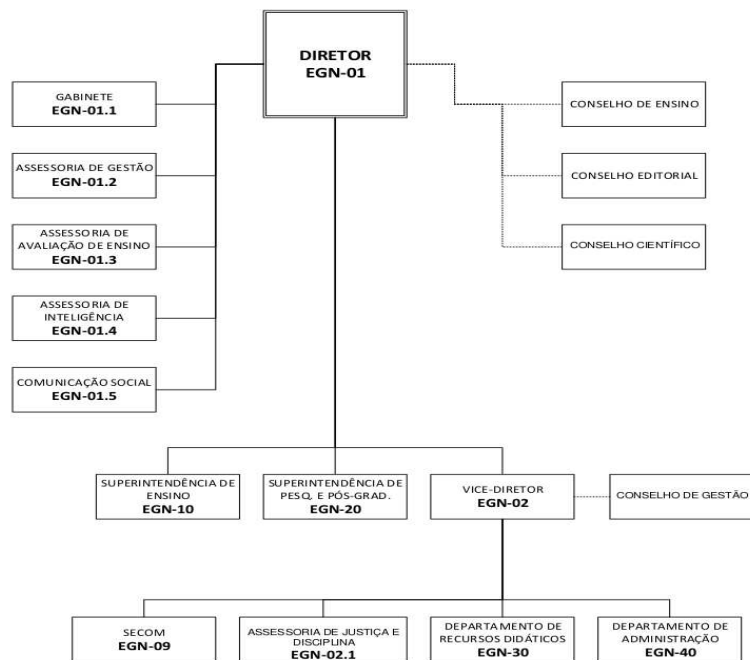 DIRETOR
EGN-01
GABINETE
EGN-01.1
CONSELHO DE ENSINO
ASSESSORIA DE GESTÃO
EGN-01.2
CONSELHO EDITORIAL
ASSESSORIA DE
AVALIAÇÃO DE ENSINO
EGN-01.3
CONSELHO CIENTÍFICO
ASSESSORIA DE
INTELIGÊNCIA
EGN-01.4
COMUNICAÇÃO SOCIAL
EGN-01.5
SUPERINTENDÊNCIA DE
ENSINO
EGN-10
SUPERINTENDÊNCIA DE
PESQ. E PÓS-GRAD.
EGN-20
VICE-DIRETOR
EGN-02
CONSELHO DE GESTÃO
SECOM
EGN-09
ASSESSORIA DE JUSTIÇA E
DISCIPLINA
EGN-02.1
DEPARTAMENTO DE
RECURSOS DIDÁTICOS
EGN-30
DEPARTAMENTO DE
ADMINISTRAÇÃO
EGN-40